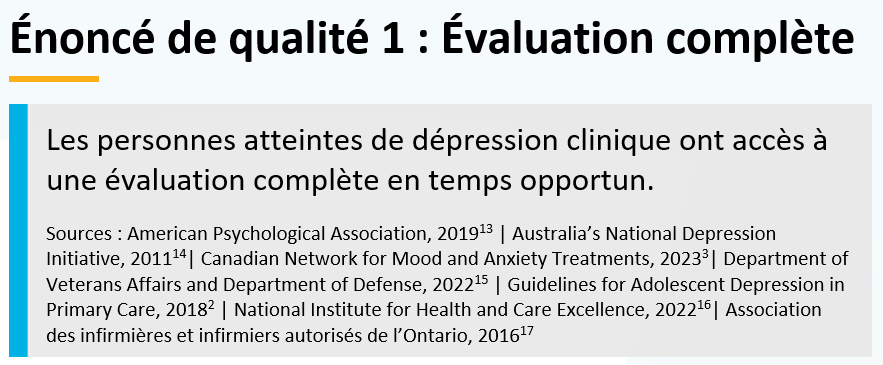 Énoncé de qualité 1 : Évaluation complète
Les personnes atteintes de dépression clinique ont accès à
une évaluation complète en temps opportun.
Sources : American Psychological Association, 2019¹³ | Australia’s National Depression
Initiative, 2011¹⁴| Canadian Network for Mood and Anxiety Treatments, 2023³| Department of
Veterans Affairs and Department of Defense, 2022¹⁵ | Guidelines for Adolescent Depression in
Primary Care, 2018² | National Institute for Health and Care Excellence, 2022¹⁶| Association
des infirmières et infirmiers autorisés de l’Ontario, 2016¹⁷